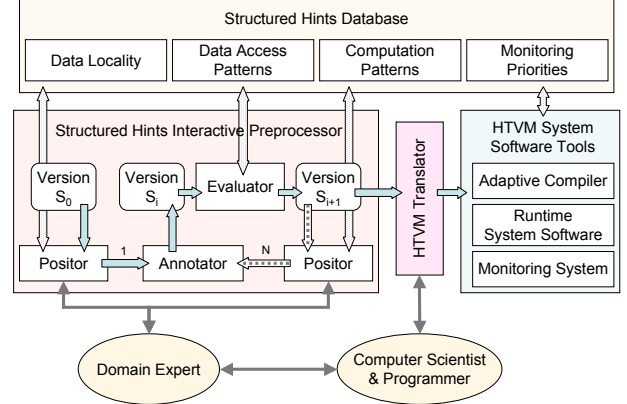 Structured Hints Database
Data Locality
Data Access
Patterns
Computation
Patterns
Monitoring
Priorities
Structured Hints Interactive Preprocessor
Version
S0
Version
Si
Evaluator
Version
Si+1
Positor
1
Annotator
N
Positor
HTVM Translator
HTVM System
Software Tools
Adaptive Compiler
Runtime
System Software
Monitoring System
Domain Expert
Computer Scientist
& Programmer